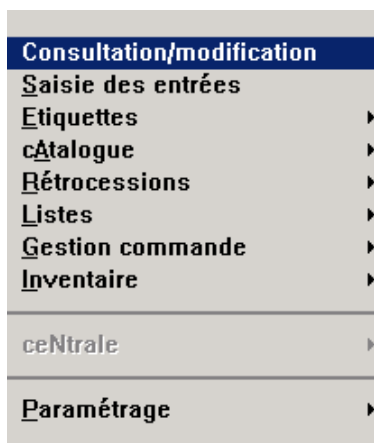 Consultation/modification
Saisie des entrées
Etiquettes
cAtalogue
Rétrocessions
Listes
Gestion commande
Inventaire
ceNtrale
Paramétrage